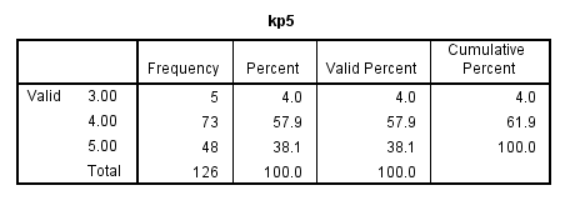 kp5
Frequency Percent Valid Percent Cumulative Percent
Valid 3.00 5 4.0 4.0 4.0
4.00 73 57.9 57.9 61.9
5.00 48 38.1 38.1 100.0
Total 126 100.0 100.0